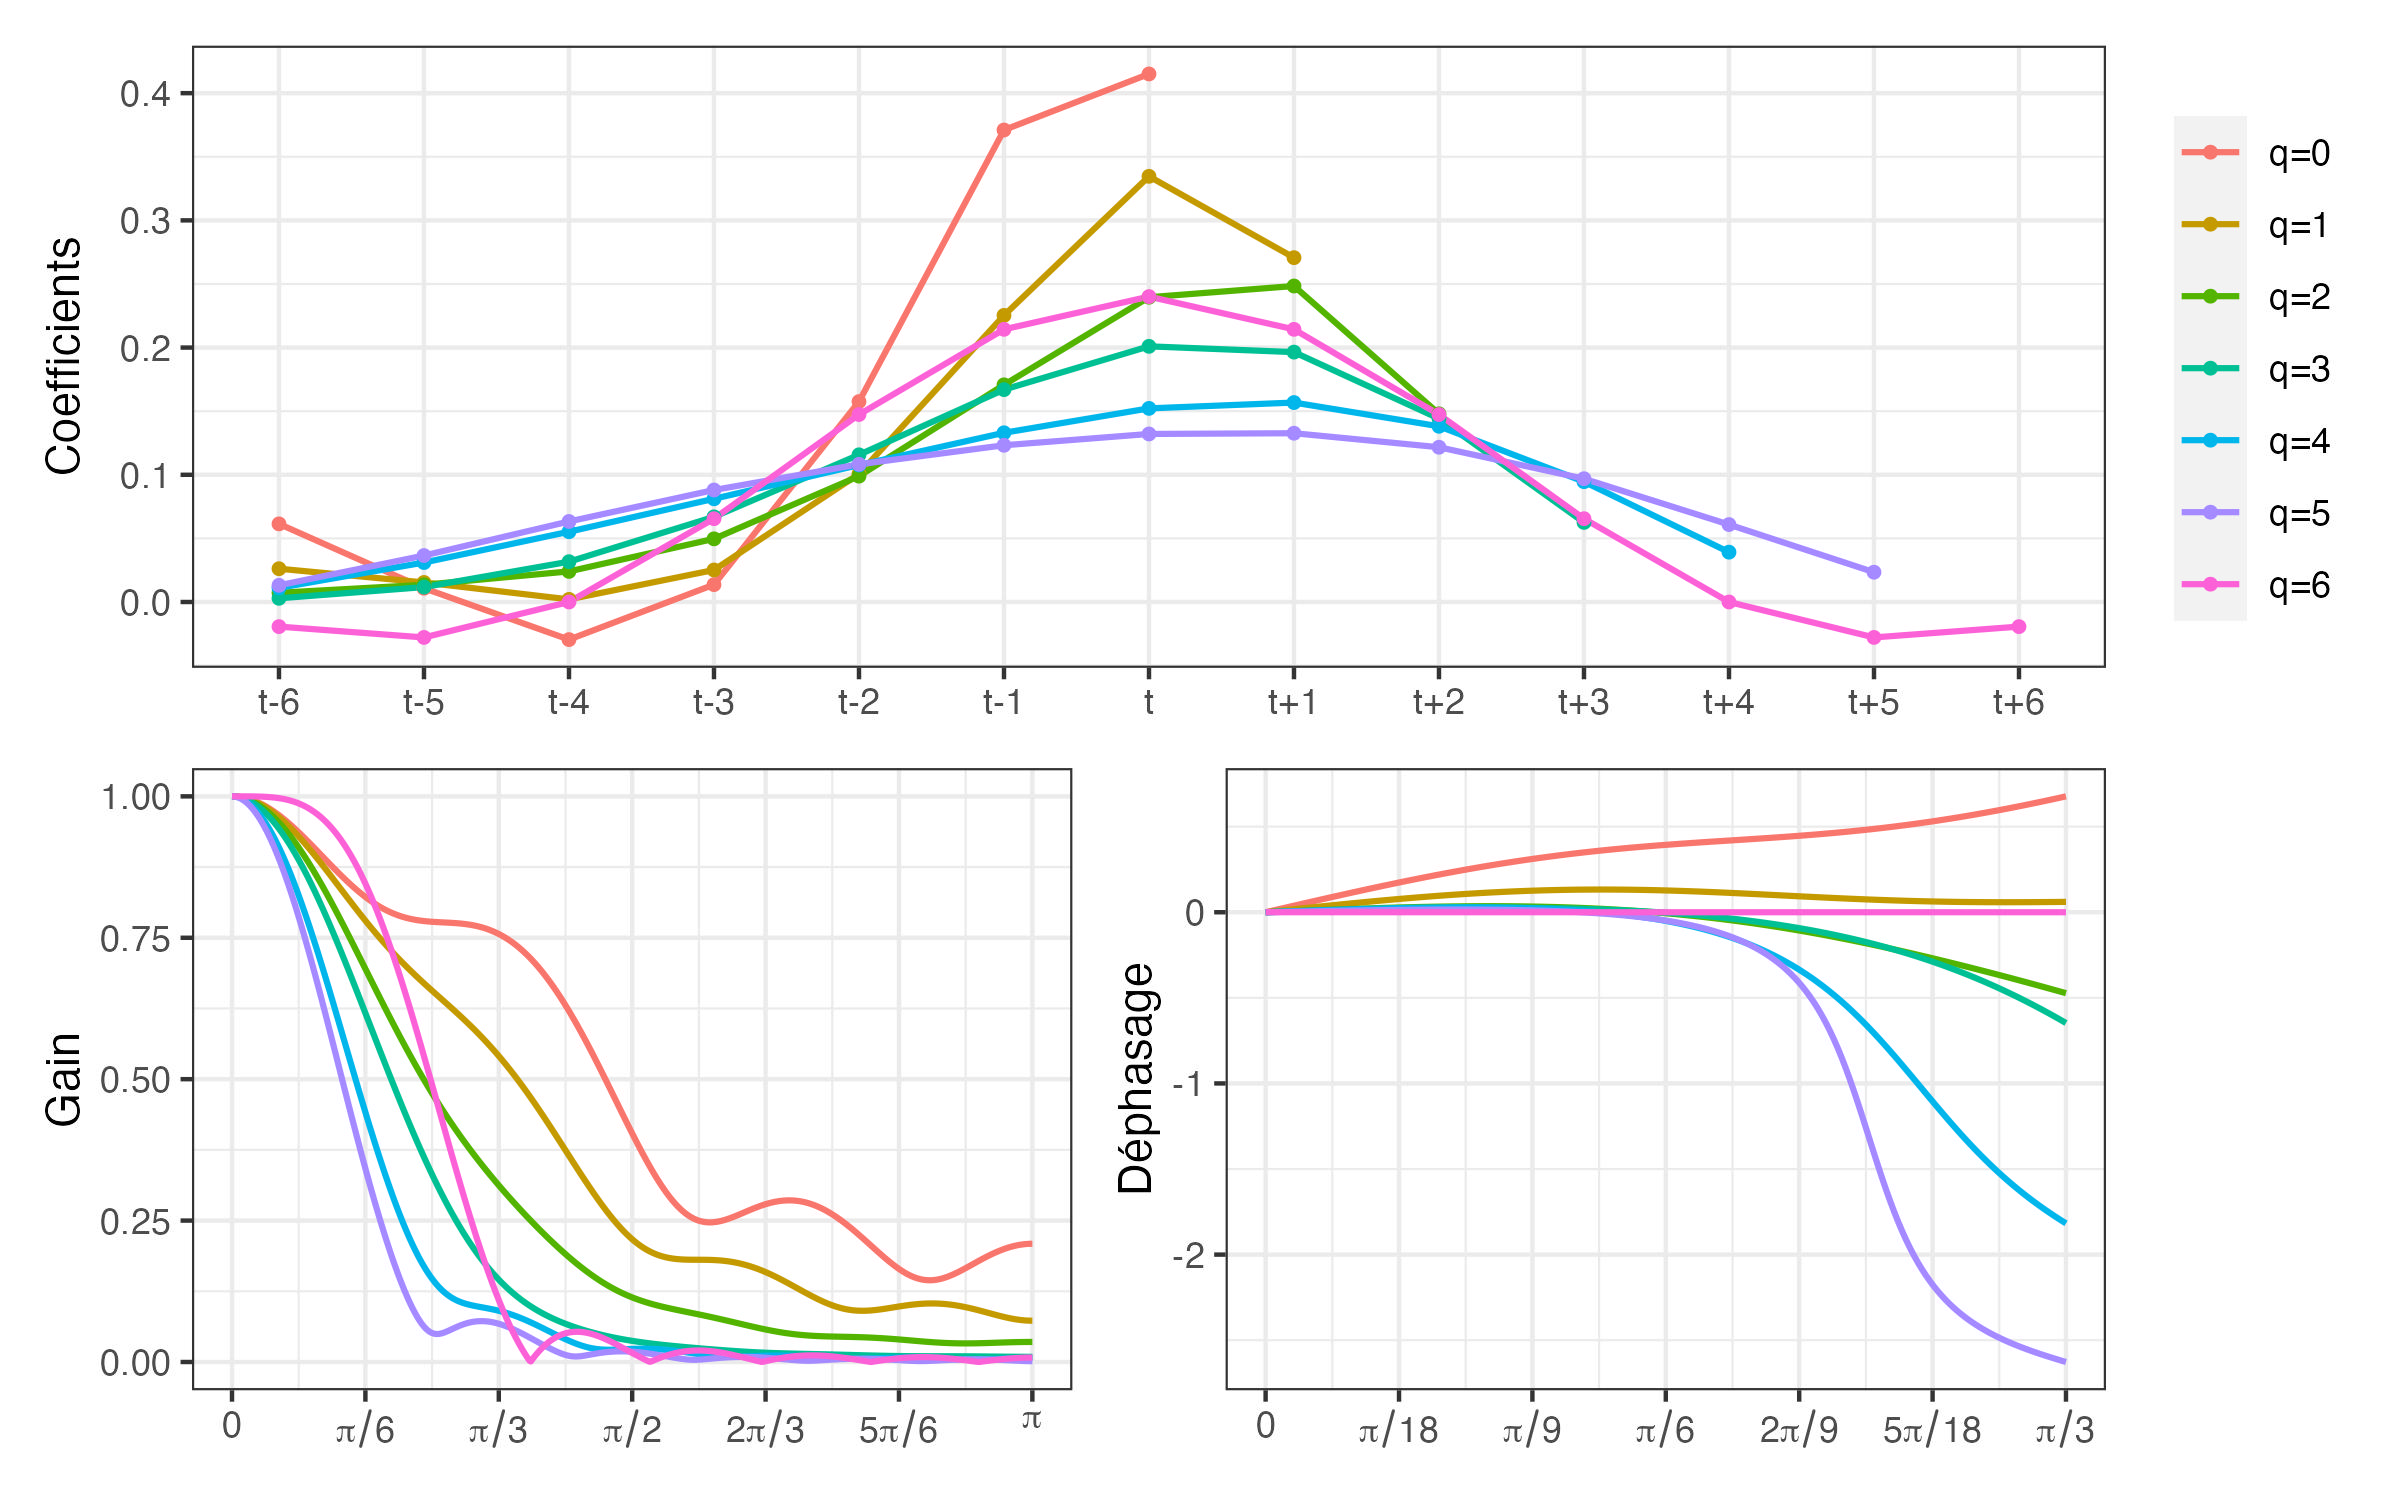 Coefficients
0.4
0.3
0.2
0.1
0.0
t-6 t-5 t-4 t-3 t-2 t-1 t t+1 t+2 t+3 t+4 t+5 t+6
q=0
q=1
q=2
q=3
q=4
q=5
q=6
Gain
1.00
0.75
0.50
0.25
0.00
0 π/6 π/3 π/2 2π/3 5π/6 π
Déphasage
0
-1
-2
0 π/18 π/9 π/6 2π/9 5π/18 π/3